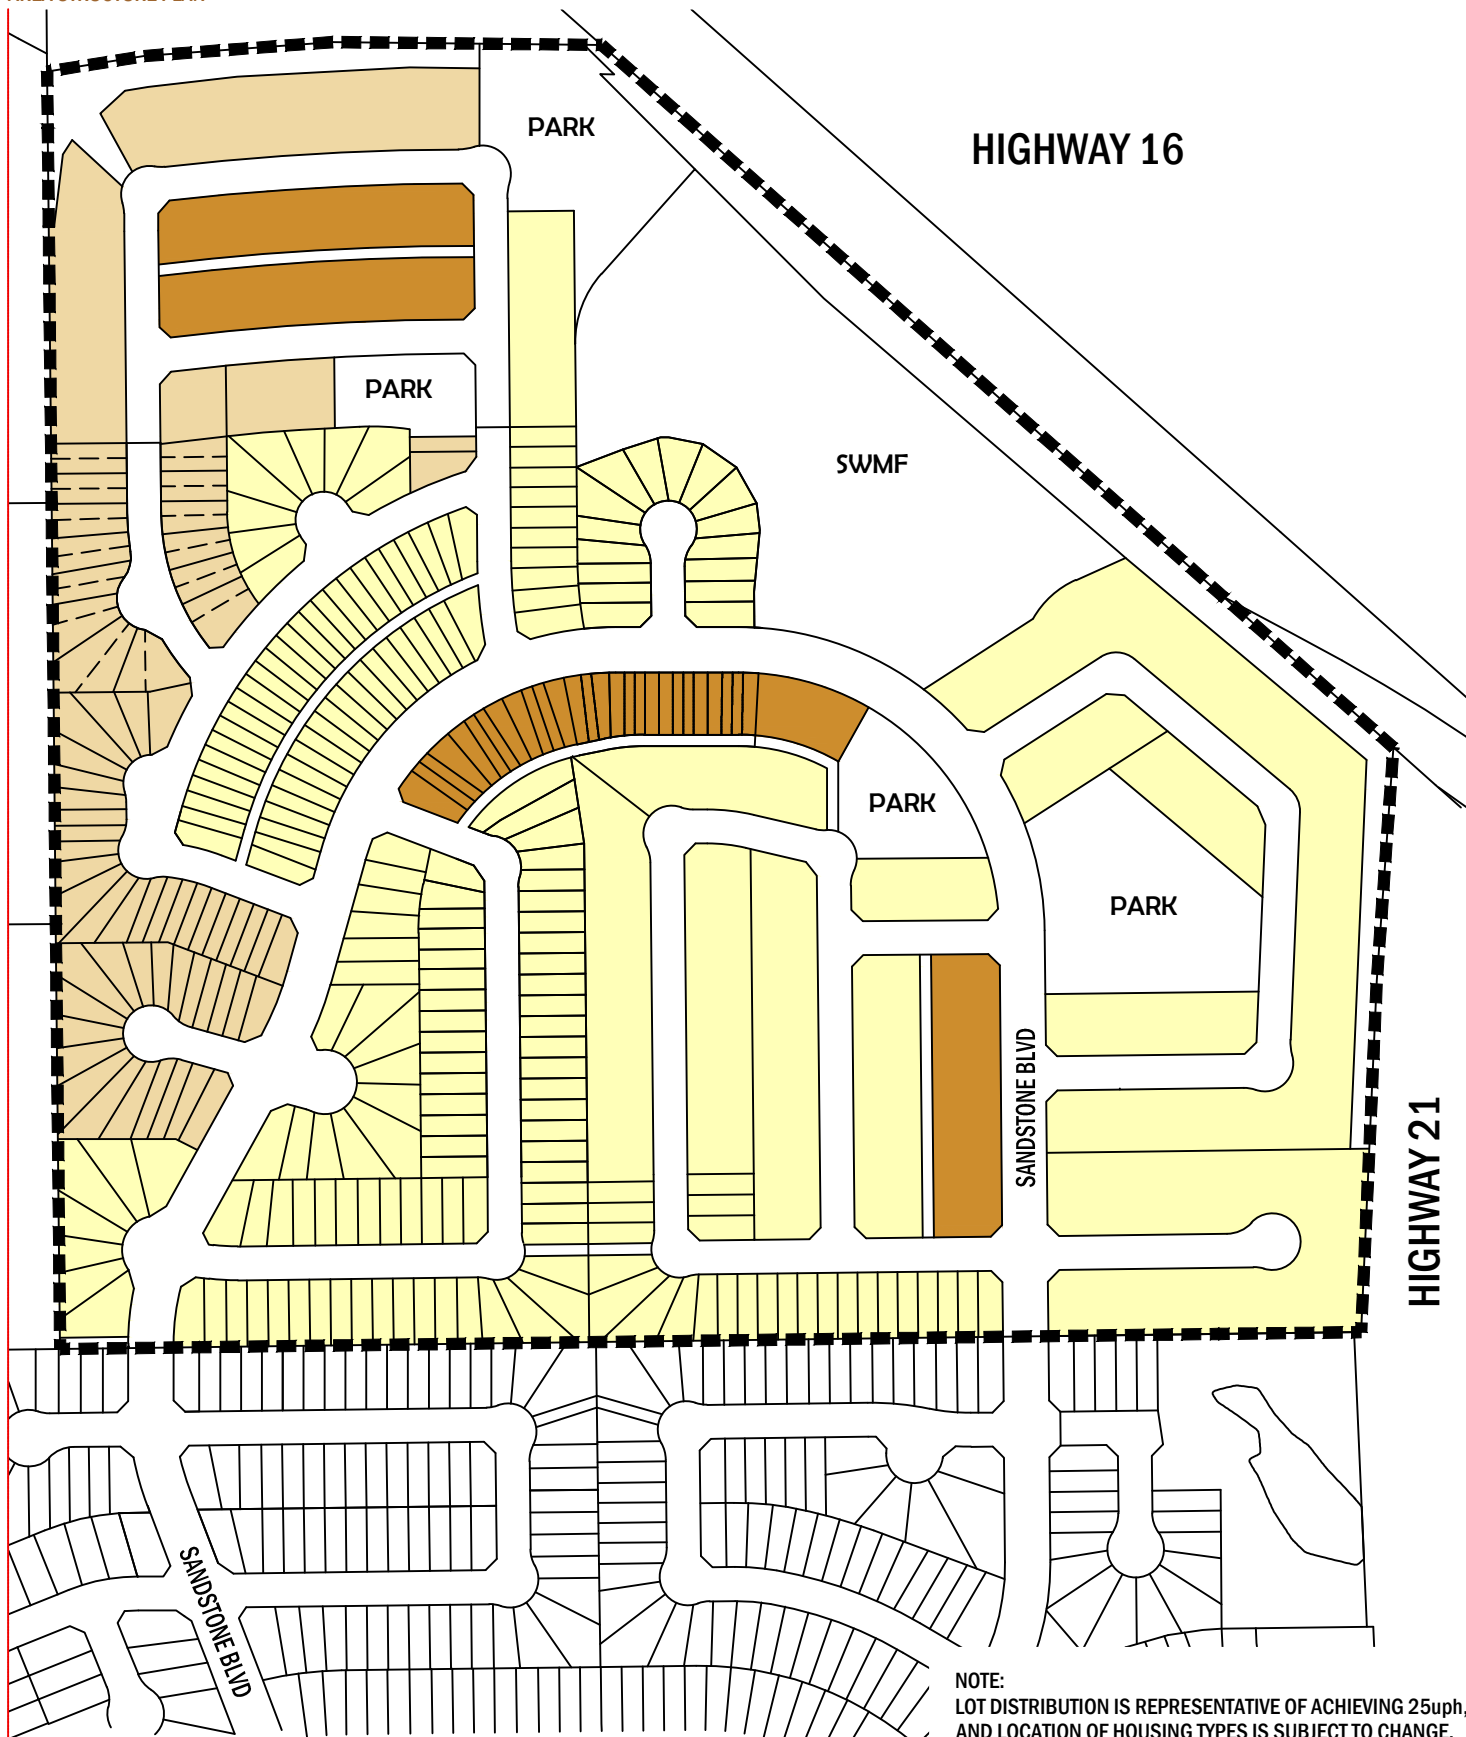 PARK
HIGHWAY 16
PARK
SWMF
PARK
PARK
SANDSTONE BLVD
HIGHWAY 21
SANDSTONE BLVD
NOTE:
LOT DISTRIBUTION IS REPRESENTATIVE OF ACHIEVING 25uph,
AND LOCATION OF HOUSING TYPES IS SUBJECT TO CHANGE.